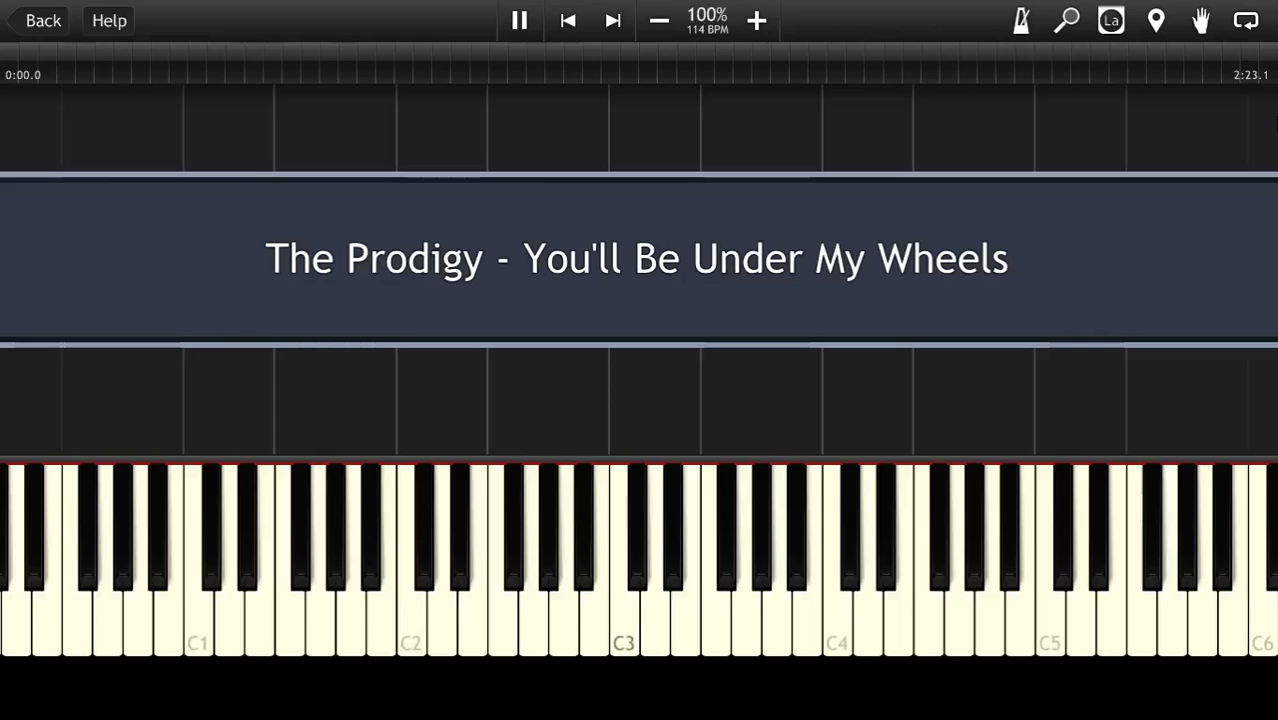 Back
Help
100%
114 BPM
La
0:00.0
2:23.1
The Prodigy - You'll Be Under My Wheels
C1
C2
C3
C4
C5
C6